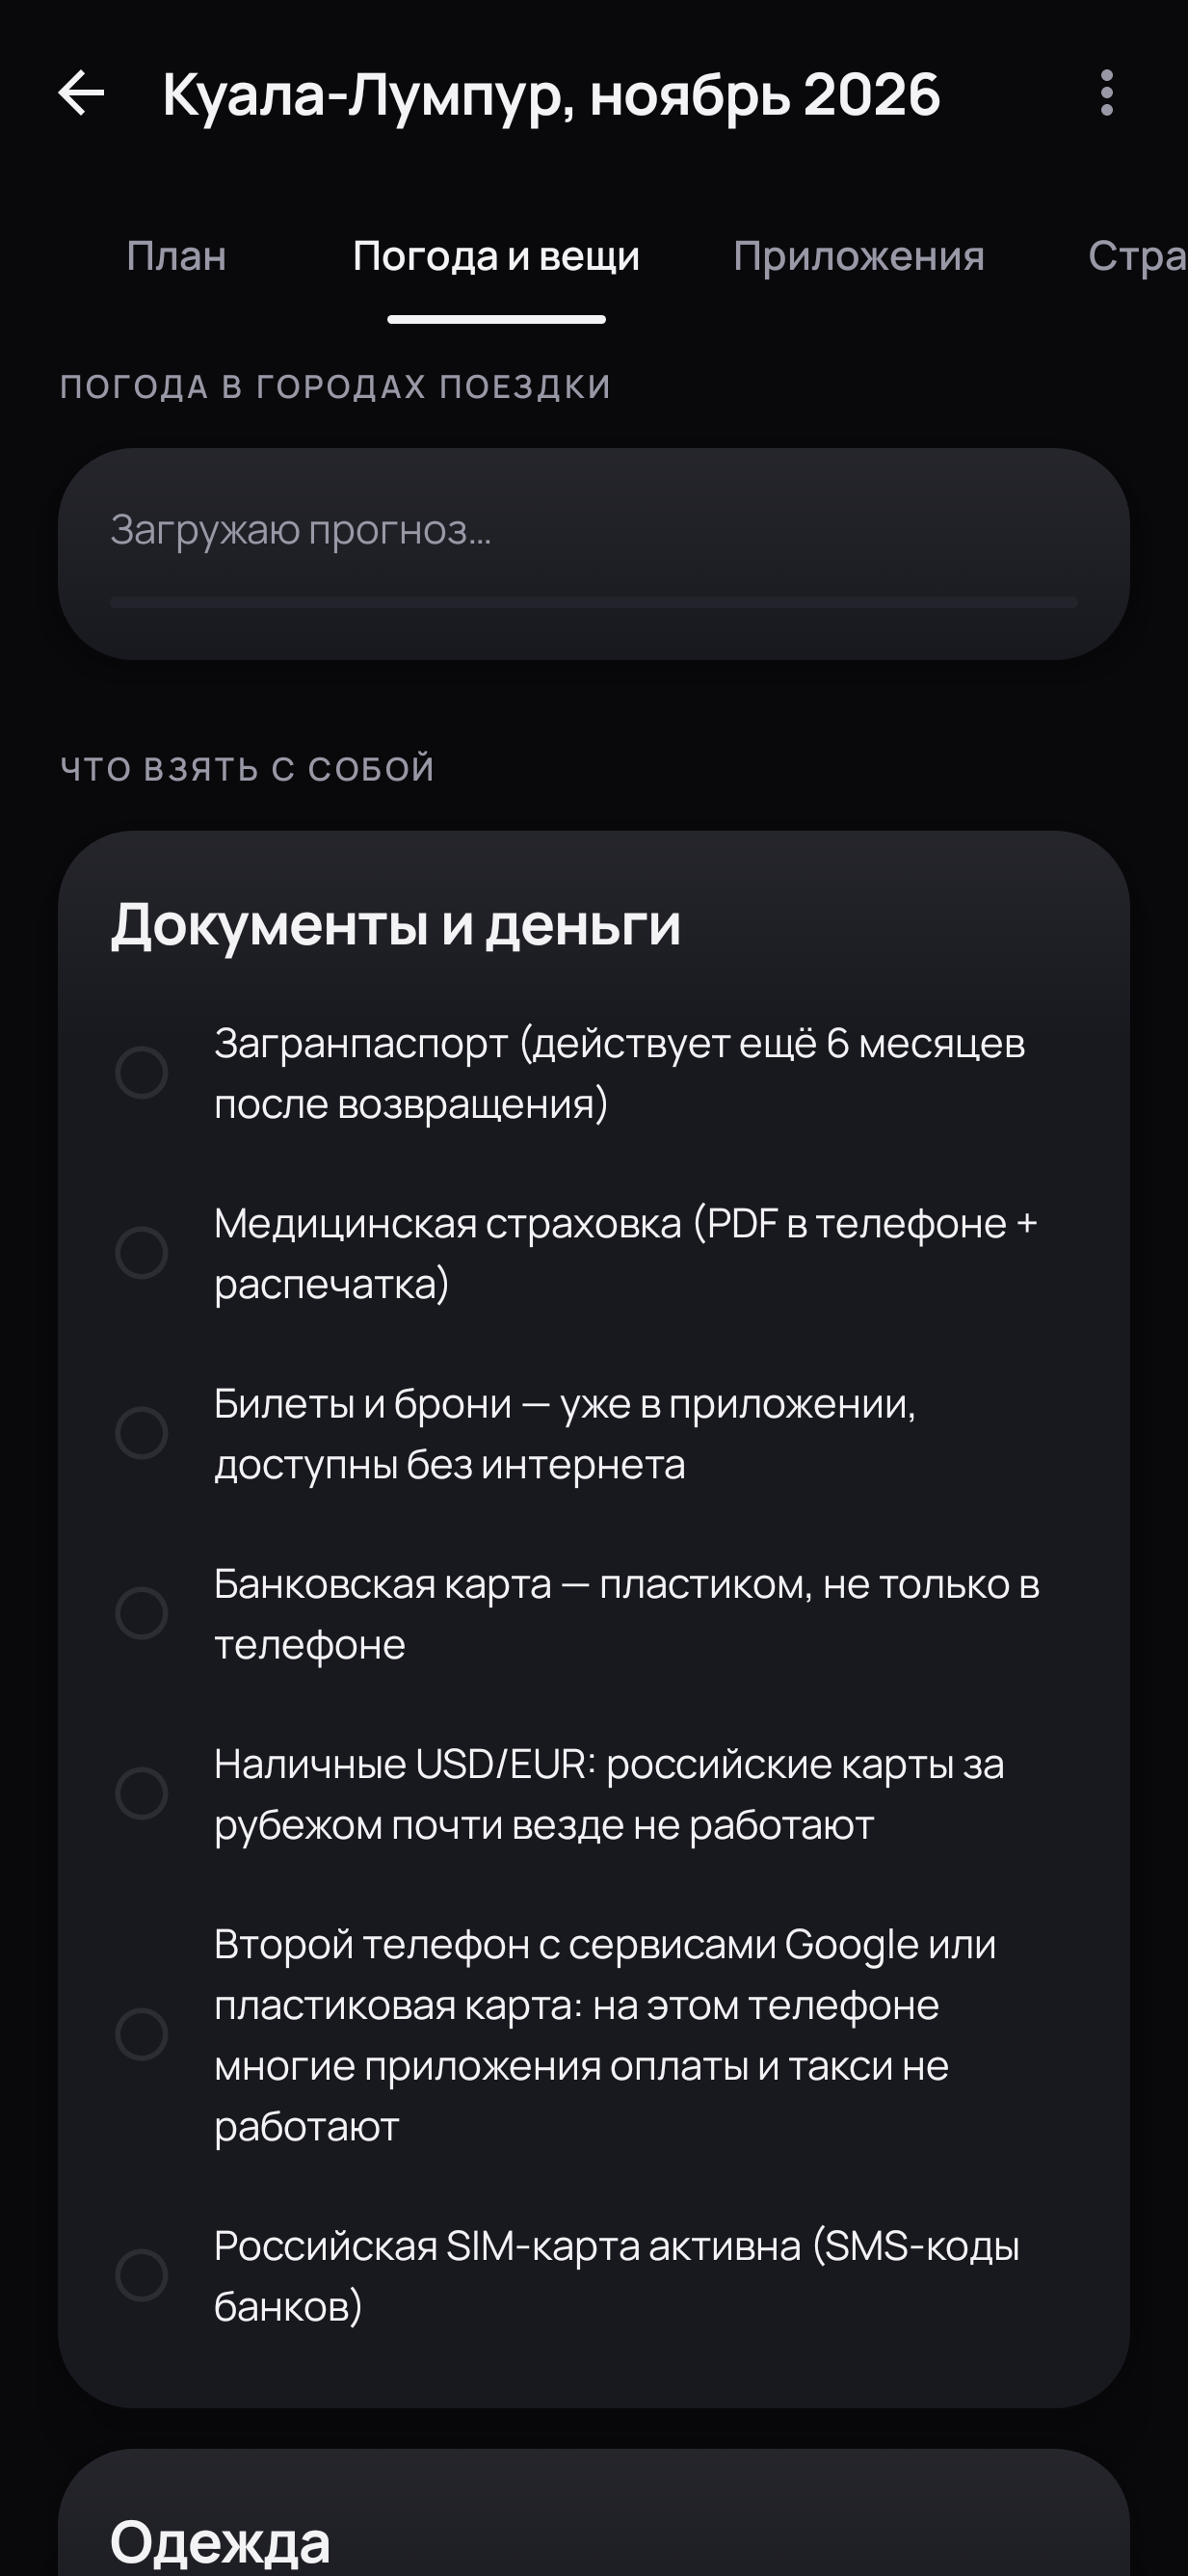 Куала-Лумпур, ноябрь 2026
План
Погода и вещи
Приложения
Стра
ПОГОДА В ГОРОДАХ ПОЕЗДКИ
Загружаю прогноз…
ЧТО ВЗЯТЬ С СОБОЙ
Документы и деньги
Загранпаспорт (действует ещё 6 месяцев
после возвращения)
Медицинская страховка (PDF в телефоне +
распечатка)
Билеты и брони — уже в приложении,
доступны без интернета
Банковская карта — пластиком, не только в
телефоне
Наличные USD/EUR: российские карты за
рубежом почти везде не работают
Второй телефон с сервисами Google или
пластиковая карта: на этом телефоне
многие приложения оплаты и такси не
работают
Российская SIM-карта активна (SMS-коды
банков)
Одежда